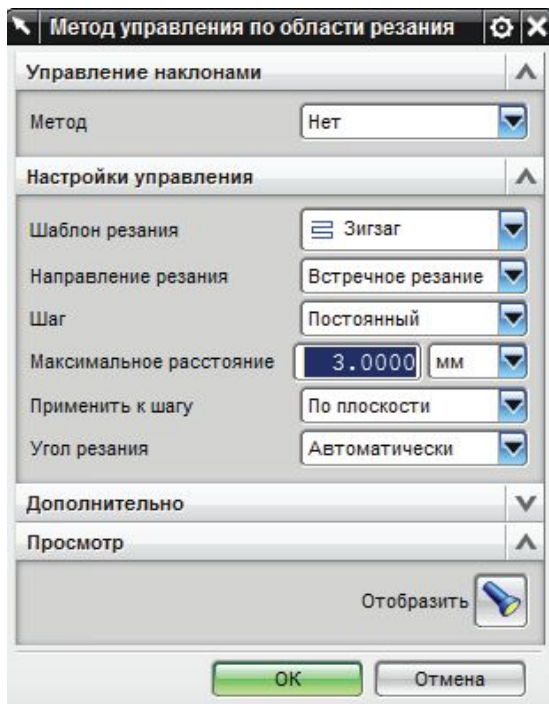 Метод управления по области резания
Управление наклонами
Метод Нет
Настройки управления
Шаблон резания Зигзаг
Направление резания Встречное резание
Шаг Постоянный
Максимальное расстояние 3.0000 мм
Применить к шагу По плоскости
Угол резания Автоматически
Дополнительно
Просмотр
Отобразить
ОК Отмена